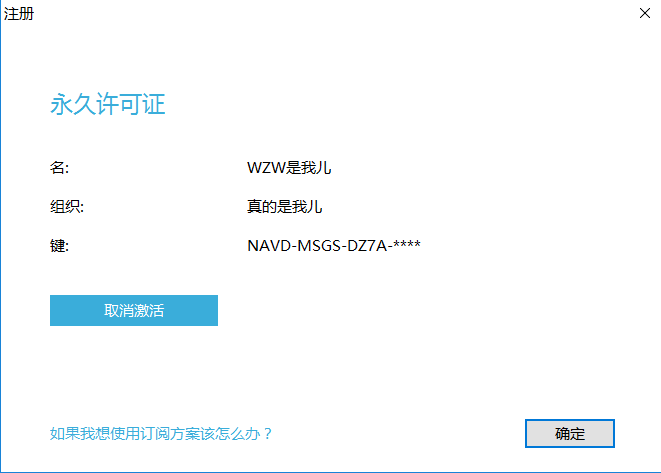 注册
永久许可证
名: WZW是我儿
组织: 真的是我儿
键: NAVD-MSGS-DZ7A-****
取消激活
如果我想使用订阅方案该怎么办？ 确定